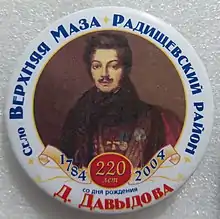 село Верхняя Маза • Радищевский район
1784 220 2004
лет
со дня рождения
Д. Давыдова